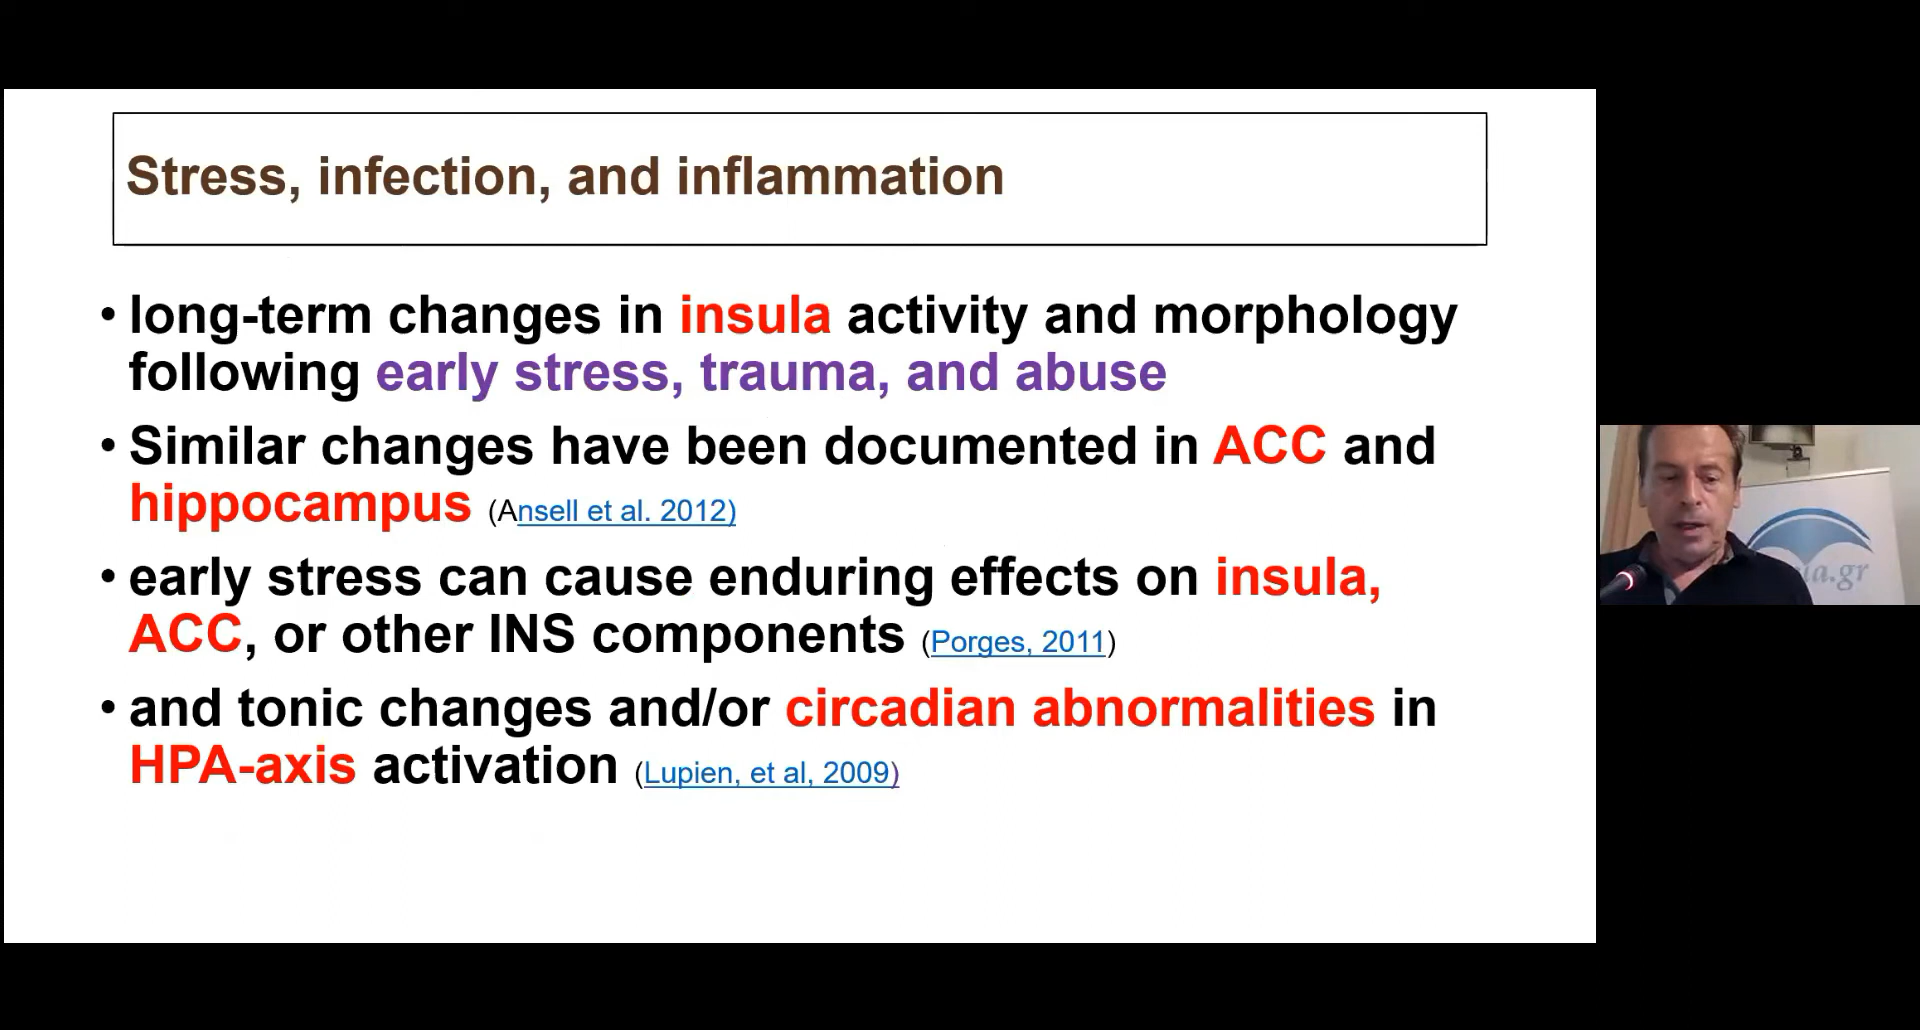 Stress, infection, and inflammation
• long-term changes in insula activity and morphology
following early stress, trauma, and abuse
• Similar changes have been documented in ACC and
hippocampus (Ansell et al. 2012)
• early stress can cause enduring effects on insula,
ACC, or other INS components (Porges, 2011)
• and tonic changes and/or circadian abnormalities in
HPA-axis activation (Lupien, et al, 2009)